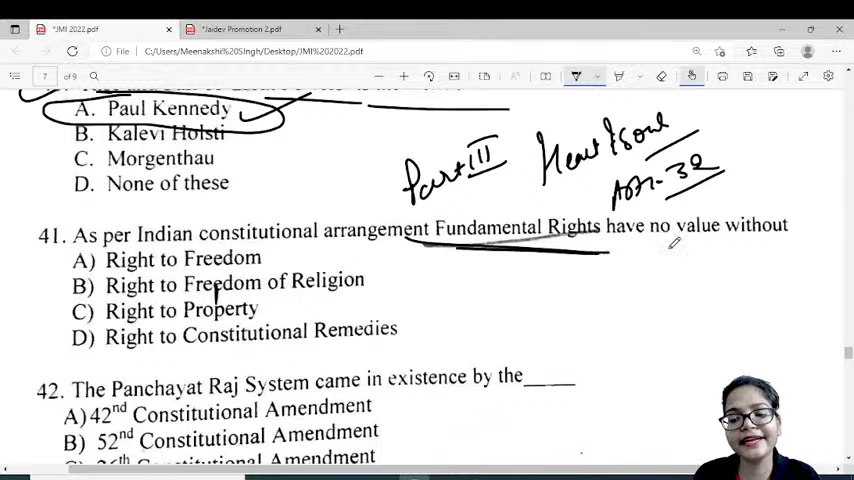 JMI 2022.pdf
Jaidev Promotion 2.pdf
File C:/Users/Meenakshi%20Singh/Desktop/JMI%202022.pdf
7 of 9
A. Paul Kennedy
B. Kalevi Holsti
C. Morgenthau
D. None of these
Part III Heart & Soul
Art-32
41. As per Indian constitutional arrangement Fundamental Rights have no value without
A) Right to Freedom
B) Right to Freedom of Religion
C) Right to Property
D) Right to Constitutional Remedies
42. The Panchayat Raj System came in existence by the_____
A) 42nd Constitutional Amendment
B) 52nd Constitutional Amendment
Constitutional Amendment